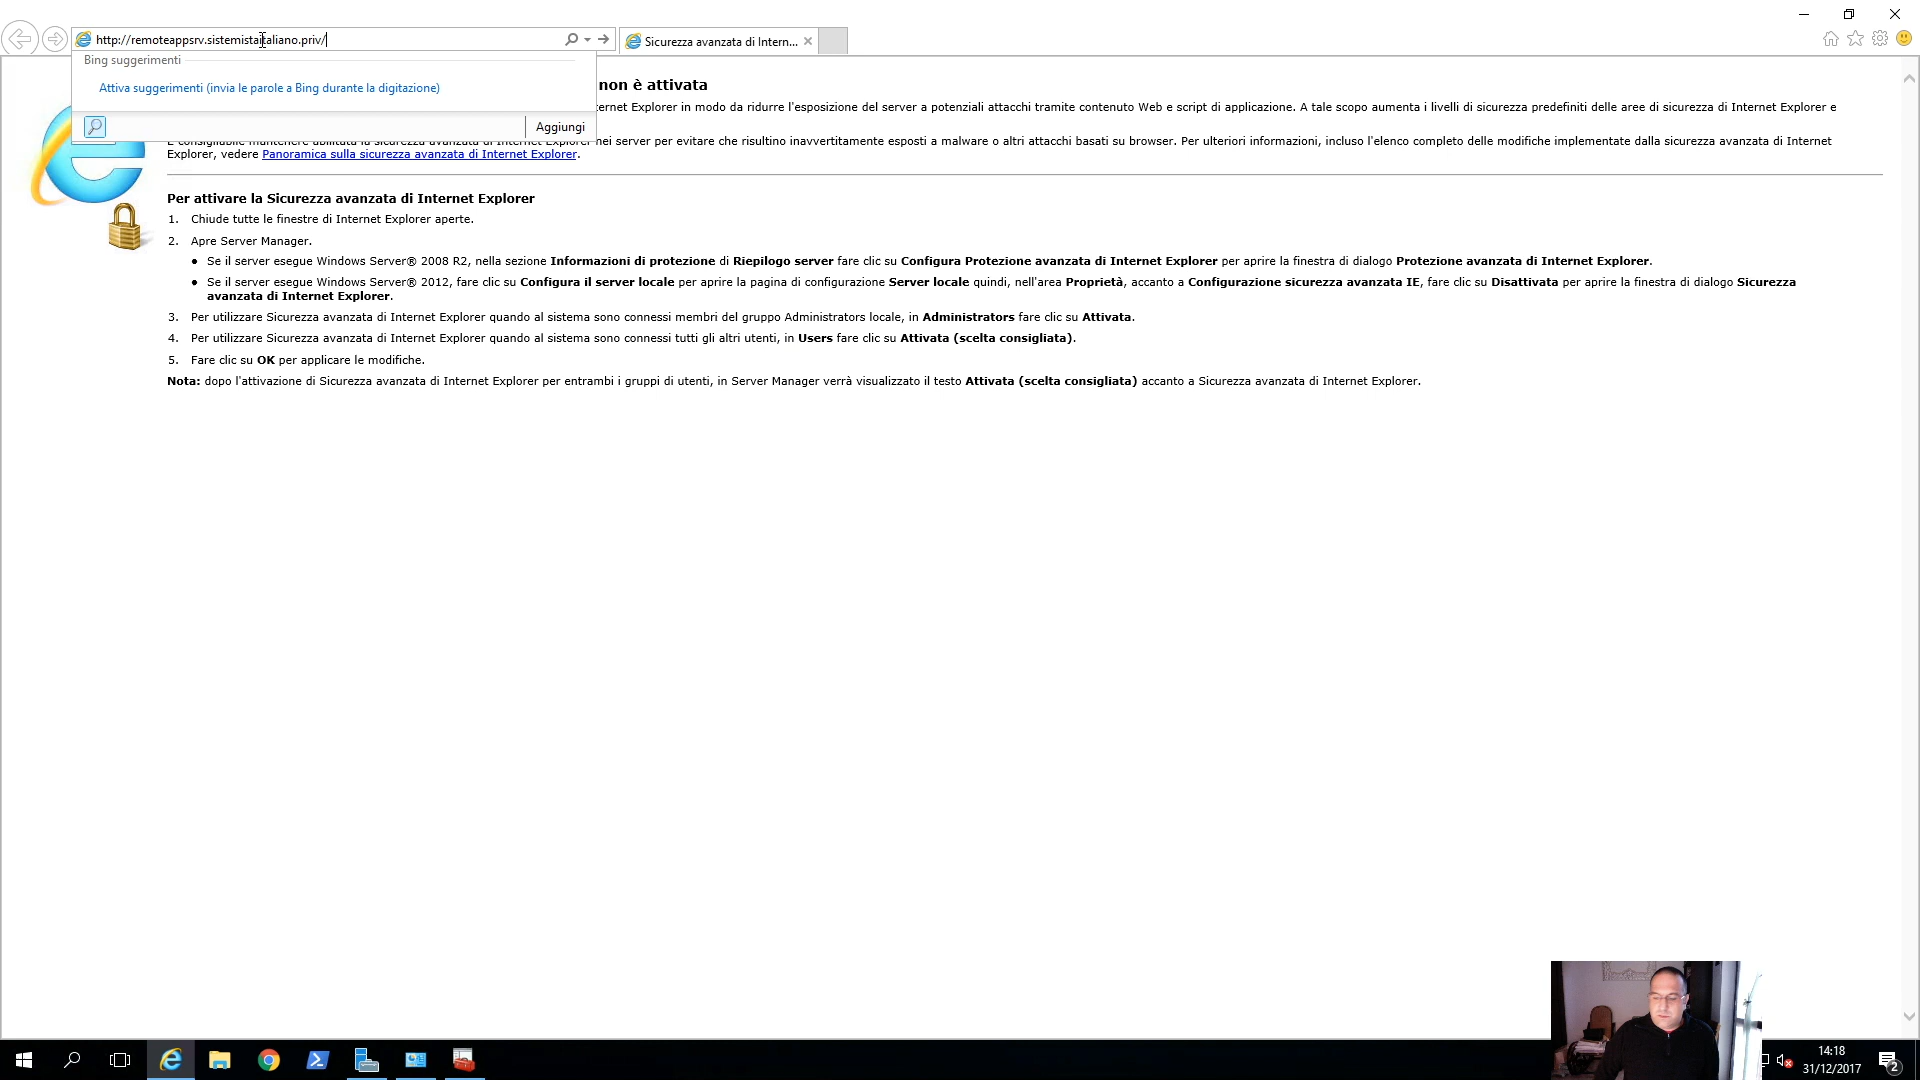 http://remoteappsrv.sistemistaitaliano.priv/
Sicurezza avanzata di Intern...
Bing suggerimenti
Attiva suggerimenti (invia le parole a Bing durante la digitazione)
Aggiungi
non è attivata
ternet Explorer in modo da ridurre l'esposizione del server a potenziali attacchi tramite contenuto Web e script di applicazione. A tale scopo aumenta i livelli di sicurezza predefiniti delle aree di sicurezza di Internet Explorer e
È consigliabile mantenere abilitata la sicurezza avanzata di Internet Explorer nei server per evitare che risultino inavvertitamente esposti a malware o altri attacchi basati su browser. Per ulteriori informazioni, incluso l'elenco completo delle modifiche implementate dalla sicurezza avanzata di Internet
Explorer, vedere Panoramica sulla sicurezza avanzata di Internet Explorer.
Per attivare la Sicurezza avanzata di Internet Explorer
1. Chiude tutte le finestre di Internet Explorer aperte.
2. Apre Server Manager.
• Se il server esegue Windows Server® 2008 R2, nella sezione Informazioni di protezione di Riepilogo server fare clic su Configura Protezione avanzata di Internet Explorer per aprire la finestra di dialogo Protezione avanzata di Internet Explorer.
• Se il server esegue Windows Server® 2012, fare clic su Configura il server locale per aprire la pagina di configurazione Server locale quindi, nell'area Proprietà, accanto a Configurazione sicurezza avanzata IE, fare clic su Disattivata per aprire la finestra di dialogo Sicurezza
avanzata di Internet Explorer.
3. Per utilizzare Sicurezza avanzata di Internet Explorer quando al sistema sono connessi membri del gruppo Administrators locale, in Administrators fare clic su Attivata.
4. Per utilizzare Sicurezza avanzata di Internet Explorer quando al sistema sono connessi tutti gli altri utenti, in Users fare clic su Attivata (scelta consigliata).
5. Fare clic su OK per applicare le modifiche.
Nota: dopo l'attivazione di Sicurezza avanzata di Internet Explorer per entrambi i gruppi di utenti, in Server Manager verrà visualizzato il testo Attivata (scelta consigliata) accanto a Sicurezza avanzata di Internet Explorer.
14:18
31/12/2017
2